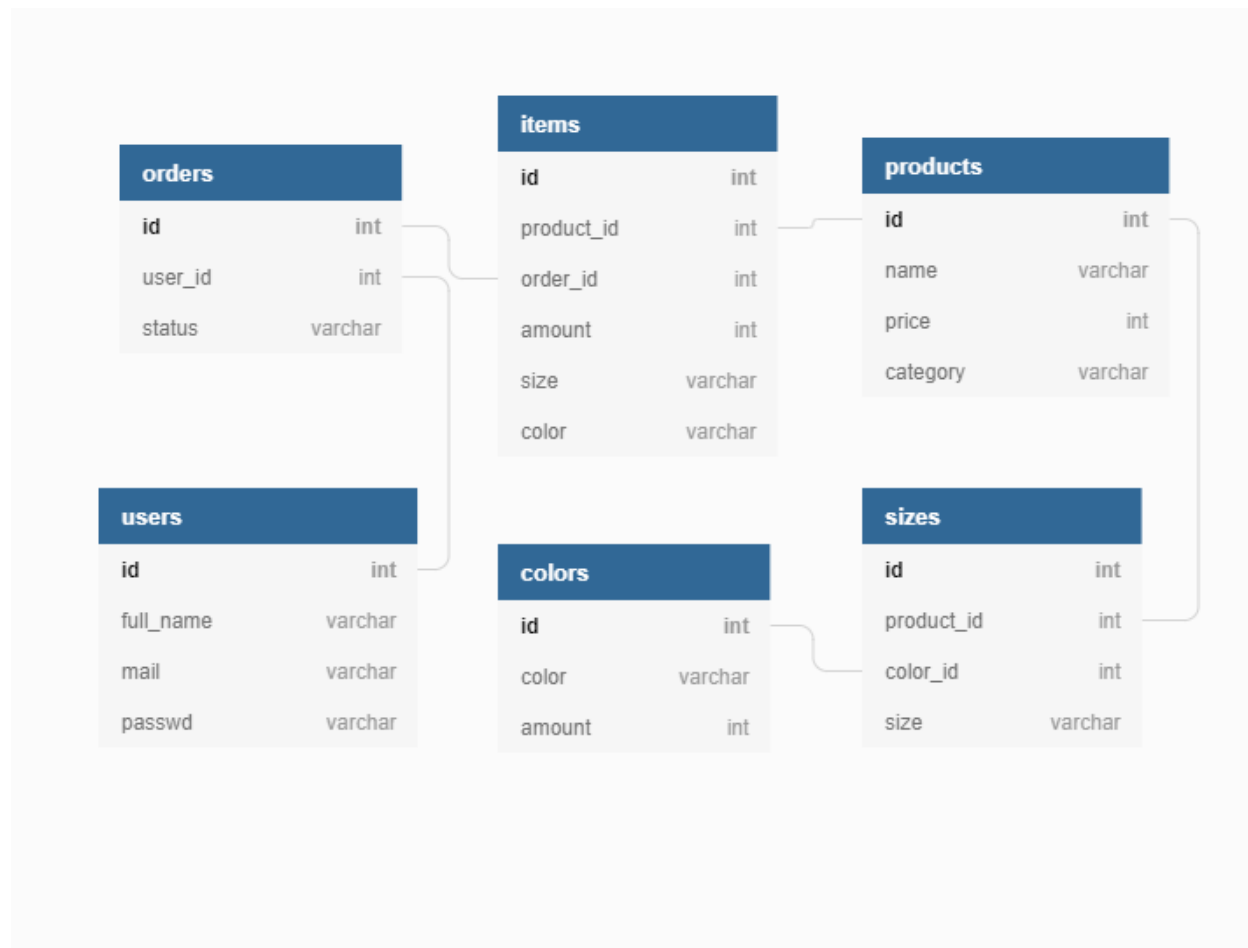 orders
id int
user_id int
status varchar
items
id int
product_id int
order_id int
amount int
size varchar
color varchar
products
id int
name varchar
price int
category varchar
users
id int
full_name varchar
mail varchar
passwd varchar
colors
id int
color varchar
amount int
sizes
id int
product_id int
color_id int
size varchar